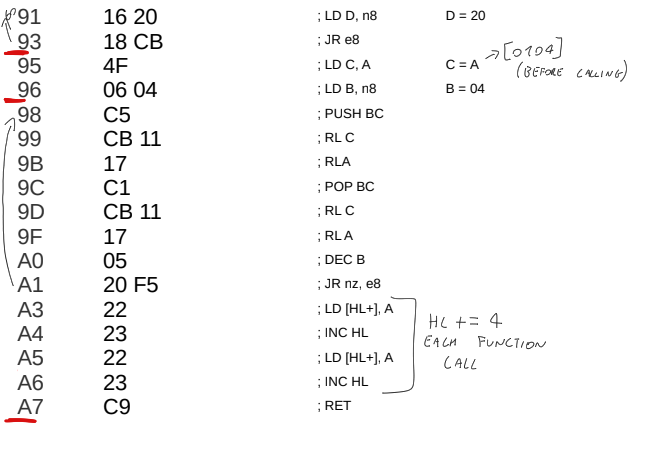 91 16 20 ; LD D, n8 D = 20
93 18 CB ; JR e8
95 4F ; LD C, A C = A [0104]
(BEFORE CALLING)
96 06 04 ; LD B, n8 B = 04
98 C5 ; PUSH BC
99 CB 11 ; RL C
9B 17 ; RLA
9C C1 ; POP BC
9D CB 11 ; RL C
9F 17 ; RL A
A0 05 ; DEC B
A1 20 F5 ; JR nz, e8
A3 22 ; LD [HL+], A
A4 23 ; INC HL
A5 22 ; LD [HL+], A
A6 23 ; INC HL
A7 C9 ; RET
HL += 4
EACH FUNCTION
CALL